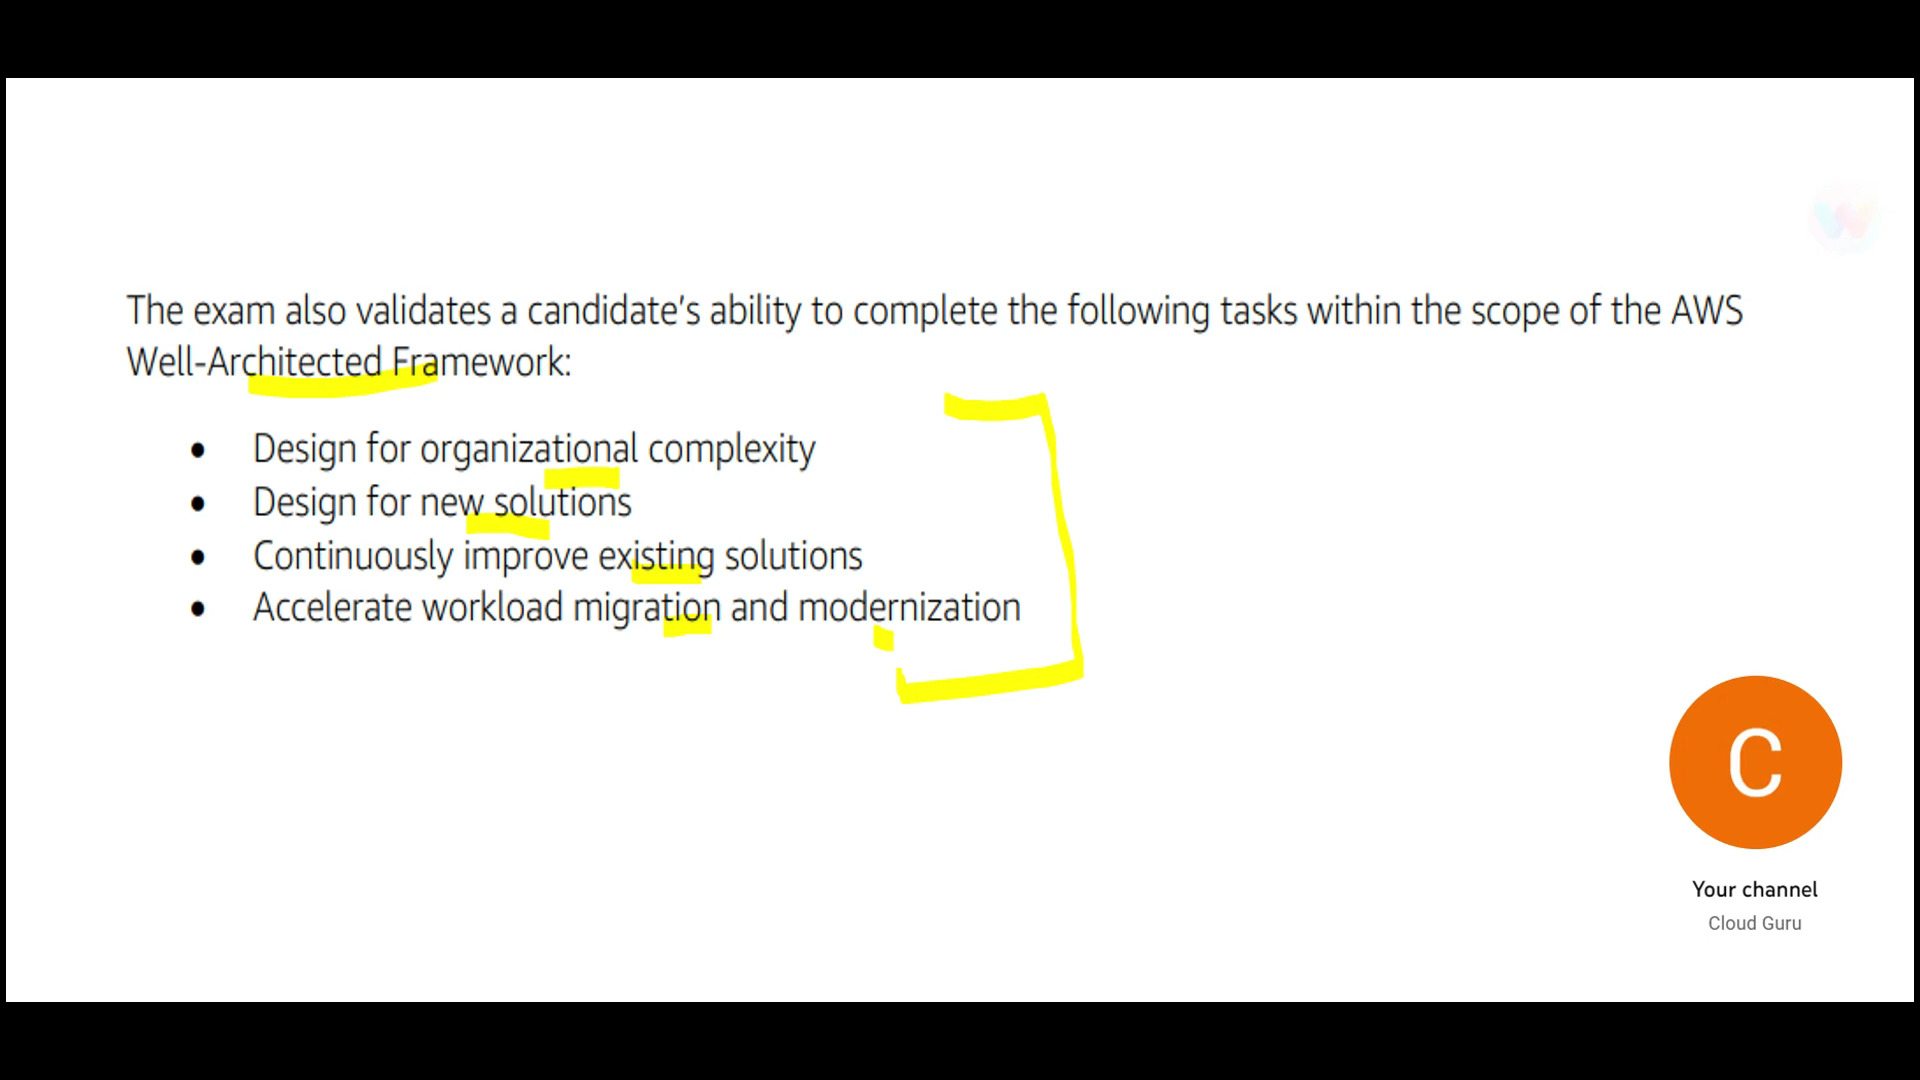 The exam also validates a candidate's ability to complete the following tasks within the scope of the AWS
Well-Architected Framework:
• Design for organizational complexity
• Design for new solutions
• Continuously improve existing solutions
• Accelerate workload migration and modernization
W
C
Your channel
Cloud Guru